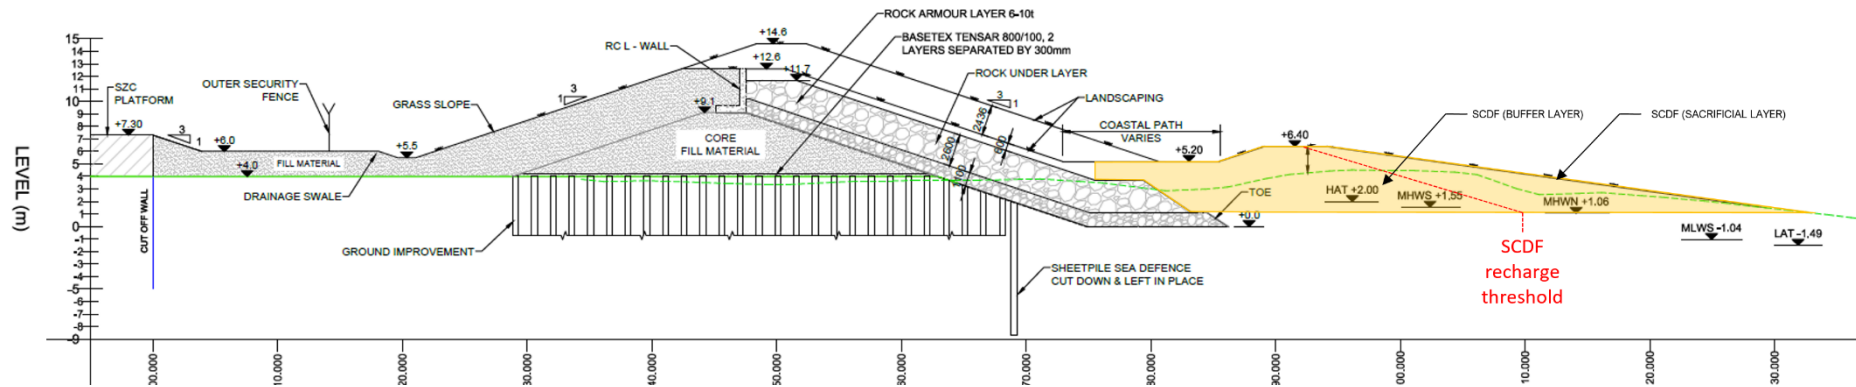 ROCK ARMOUR LAYER 6-10t
BASETEX TENSAR 800/100, 2
LAYERS SEPARATED BY 300mm
RC L - WALL
+14.6
+12.6
+11.7
ROCK UNDER LAYER
LANDSCAPING
SZC
PLATFORM
OUTER SECURITY
FENCE
GRASS SLOPE
3
1
+9.1
3
1
2436
600
2600
1100
COASTAL PATH
VARIES
SCDF (BUFFER LAYER)
SCDF (SACRIFICIAL LAYER)
+7.30
3
1
+6.0
+5.5
+4.0
FILL MATERIAL
CORE
FILL MATERIAL
+5.20
+6.40
DRAINAGE SWALE
TOE
HAT +2.00
MHWS +1.55
MHWN +1.06
+0.0
MLWS -1.04
LAT -1.49
CUT OFF WALL
GROUND IMPROVEMENT
SHEETPILE SEA DEFENCE
CUT DOWN & LEFT IN PLACE
SCDF
recharge
threshold
LEVEL (m)
15
14
13
12
11
10
9
8
7
6
5
4
3
2
1
0
-1
-2
-3
-4
-5
-6
-7
-8
-9
00.000
10.000
20.000
30.000
40.000
50.000
60.000
70.000
80.000
90.000
00.000
10.000
20.000
30.000